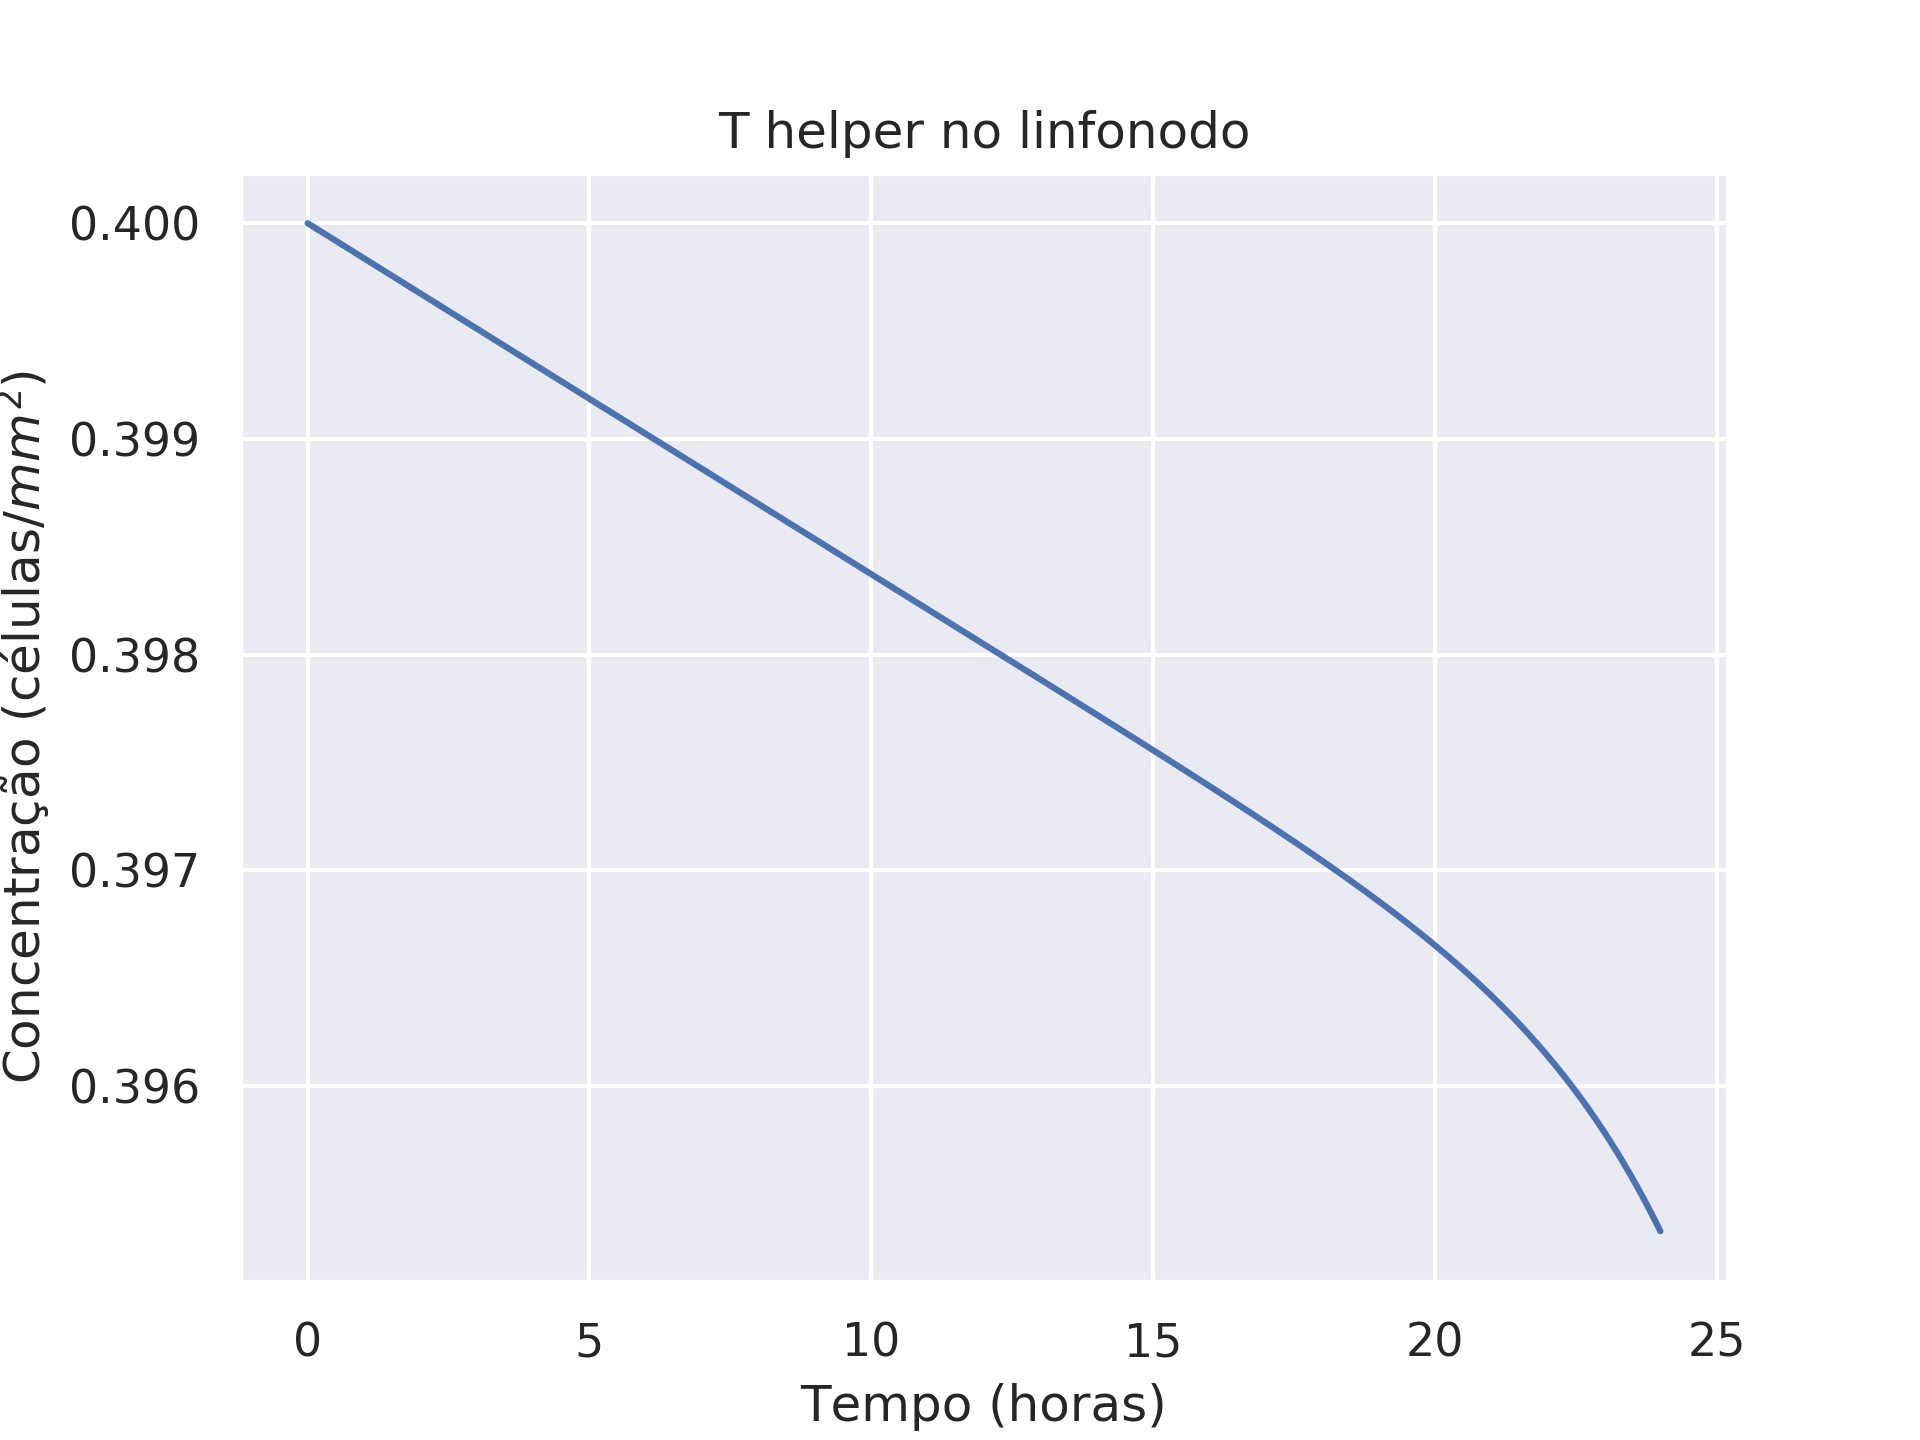 T helper no linfonodo
Concentração (células/mm²)
0.400
0.399
0.398
0.397
0.396
0 5 10 15 20 25
Tempo (horas)